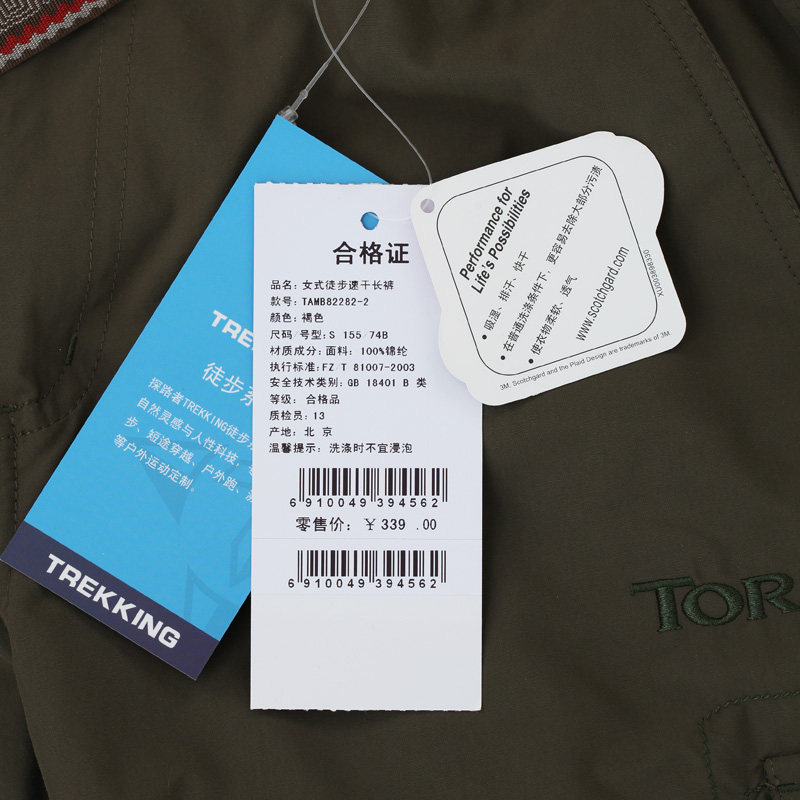 合格证
品名: 女式徒步速干长裤
款号: TAMB82282-2
颜色: 褐色
尺码 号型: S 155/74B
材质成分: 面料: 100%锦纶
执行标准: FZ/T 81007-2003
安全技术类别: GB 18401 B 类
等级: 合格品
质检员: 13
产地: 北 京
温馨提示: 洗涤时不宜浸泡
6 910049 394562
零售价: ¥ 339 .00
6 910049 394562
TREKK
徒步系
探路者TREKKING徒步
自然灵感与人性科技,
步、短途穿越、户外跑、
等户外运动定制。
TREKKING
Performance for
Life's Possibilities
• 吸湿、排汗、快干
• 在普通洗涤条件下,更容易去除大部分污渍
• 使衣物柔软、透气
www.scotchgard.com
3M, Scotchgard and the Plaid Design are trademarks of 3M.
XU003696330
TOR